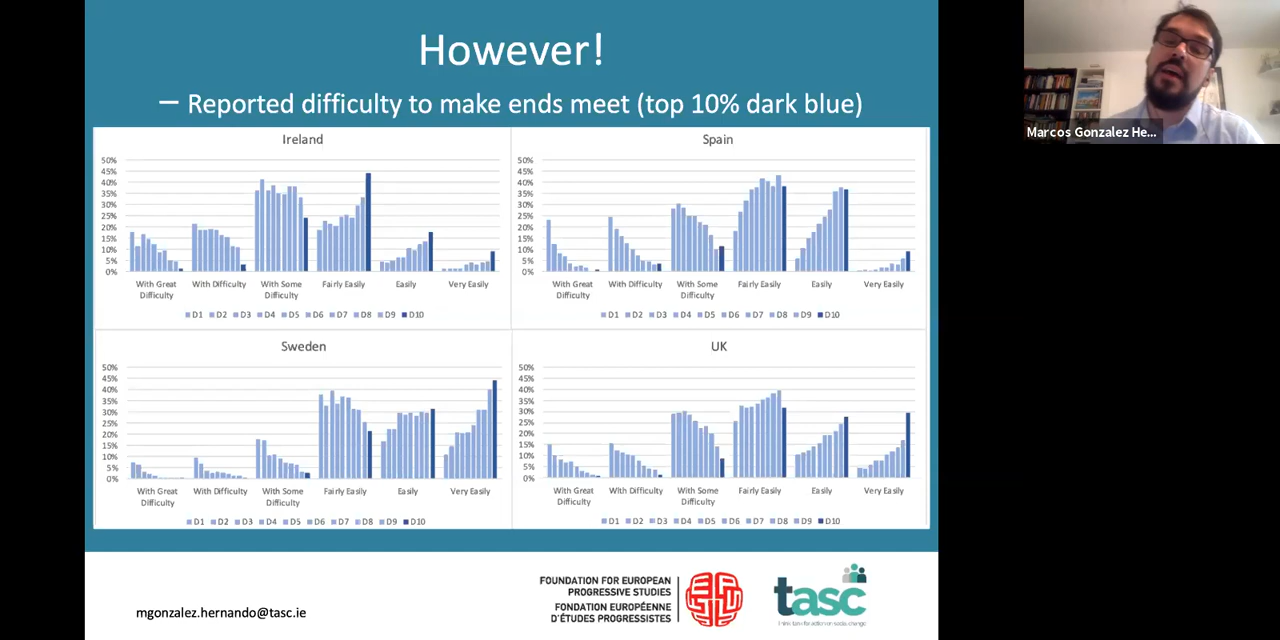 However!
– Reported difficulty to make ends meet (top 10% dark blue)
Ireland
50%
45%
40%
35%
30%
25%
20%
15%
10%
5%
0%
With Great Difficulty
With Difficulty
With Some Difficulty
Fairly Easily
Easily
Very Easily
D1 D2 D3 D4 D5 D6 D7 D8 D9 D10
Spain
50%
45%
40%
35%
30%
25%
20%
15%
10%
5%
0%
With Great Difficulty
With Difficulty
With Some Difficulty
Fairly Easily
Easily
Very Easily
D1 D2 D3 D4 D5 D6 D7 D8 D9 D10
Sweden
50%
45%
40%
35%
30%
25%
20%
15%
10%
5%
0%
With Great Difficulty
With Difficulty
With Some Difficulty
Fairly Easily
Easily
Very Easily
D1 D2 D3 D4 D5 D6 D7 D8 D9 D10
UK
50%
45%
40%
35%
30%
25%
20%
15%
10%
5%
0%
With Great Difficulty
With Difficulty
With Some Difficulty
Fairly Easily
Easily
Very Easily
D1 D2 D3 D4 D5 D6 D7 D8 D9 D10
mgonzalez.hernando@tasc.ie
FOUNDATION FOR EUROPEAN
PROGRESSIVE STUDIES
FONDATION EUROPÉENNE
D'ÉTUDES PROGRESSISTES
tasc
Marcos Gonzalez He...